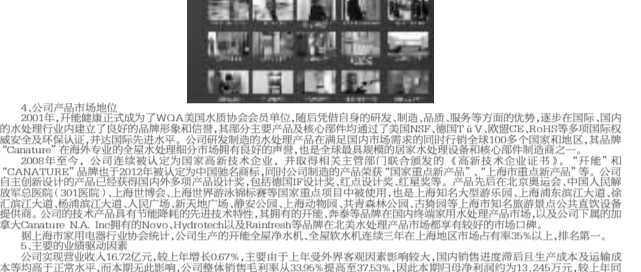 4、公司产品市场地位
2001年，开能健康正式成为了WQA美国水质协会会员单位，随后凭借自身的研发、制造、品质、服务等方面的优势，逐步在国际、国内
的水处理行业内建立了良好的品牌形象和信誉，其部分主要产品及核心部件均通过了美国NSF、德国TüV、欧盟CE、RoHS等多项国际权
威安全及环保认证，并达国际先进水平。公司研发制造的水处理产品在满足国内市场需求的同时行销全球100多个国家和地区，其品牌
“Canature”在海外专业的全屋水处理细分市场拥有良好的声誉，也是全球最具规模的居家水处理设备和核心部件制造商之一。
2008年至今，公司连续被认定为国家高新技术企业，并取得相关主管部门联合颁发的《高新技术企业证书》。“开能”和
“CANATURE”品牌也于2012年被认定为中国驰名商标，同时公司制造的产品荣获“国家重点新产品”、“上海市重点新产品”等。公司
自主创新设计的产品已经获得国内外多项产品设计奖，包括德国iF设计奖、红点设计奖、红星奖等。产品先后在北京奥运会、中国人民解
放军总医院（301医院）、上海世博会、上海世界游泳锦标赛等国家重点项目中被使用，也是上海知名大型游乐园、上海浦东滨江大道、徐
汇滨江大道、杨浦滨江大道、人民广场、新天地广场、静安公园、上海动物园、共青森林公园、古猗园等上海市知名旅游景点公共直饮设备
提供商。公司的技术产品具有节能降耗的先进技术特性，其拥有的开能、奔泰等品牌在国内终端家用水处理产品市场，以及公司下属的加
拿大Canature N.A. Inc拥有的Novo、Hydrotech以及Rainfresh等品牌在北美水处理产品市场都享有较好的市场口碑。
据上海市家用电器行业协会统计，公司生产的开能全屋净水机、全屋软水机连续三年在上海地区市场占有率35%以上，排名第一。
5、主要的业绩驱动因素
公司实现营业收入16.72亿元，较上年增长0.67%，主要由于上年受外界客观因素影响较大，国内销售进度滞后且生产成本及运输成
本等均高于正常水平，而本期无此影响，公司整体销售毛利率从33.95%提高至37.53%，因此本期归母净利润约为13,245万元，较上年同